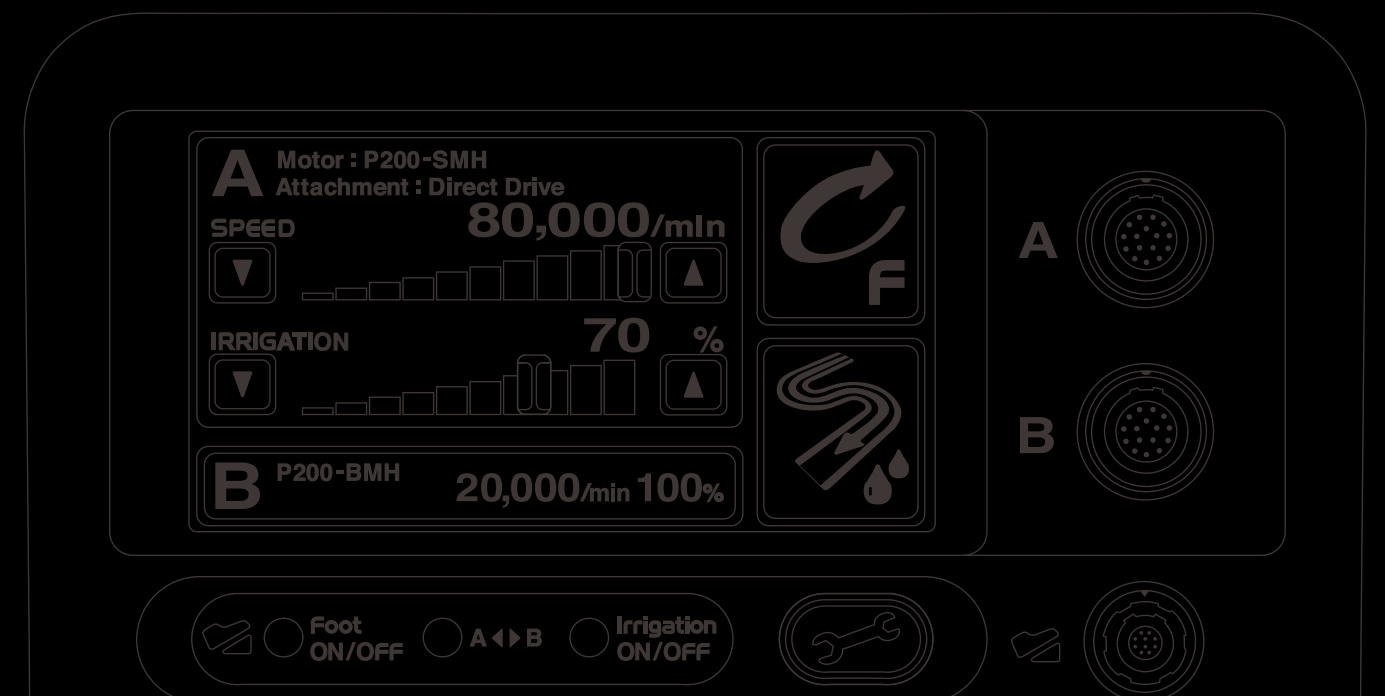 A
Motor : P200-SMH
Attachment : Direct Drive
SPEED
80,000/min
IRRIGATION
70 %
F
B
P200-BMH
20,000/min 100%
A
B
Foot
ON/OFF
A◀▶B
Irrigation
ON/OFF